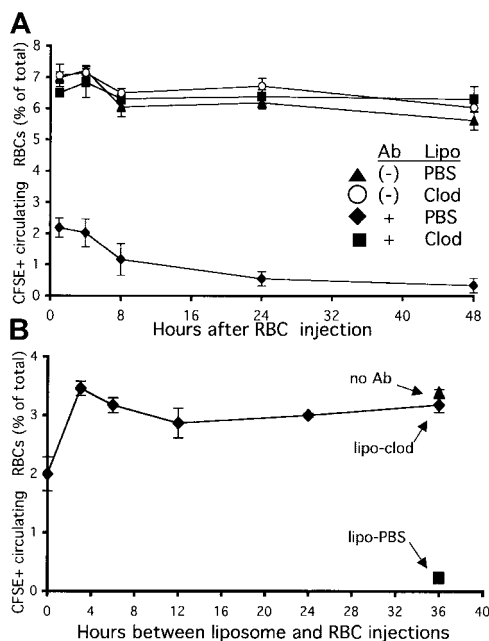 A
CFSE+ circulating RBCs (% of total)
8
7
6
5
4
3
2
1
0
Ab Lipo
(-) PBS
(-) Clod
+ PBS
+ Clod
0 8 16 24 32 40 48
Hours after RBC injection
B
CFSE+ circulating RBCs (% of total)
4
3
2
1
0
no Ab
lipo-clod
lipo-PBS
0 4 8 12 16 20 24 28 32 36
Hours between liposome and RBC injections